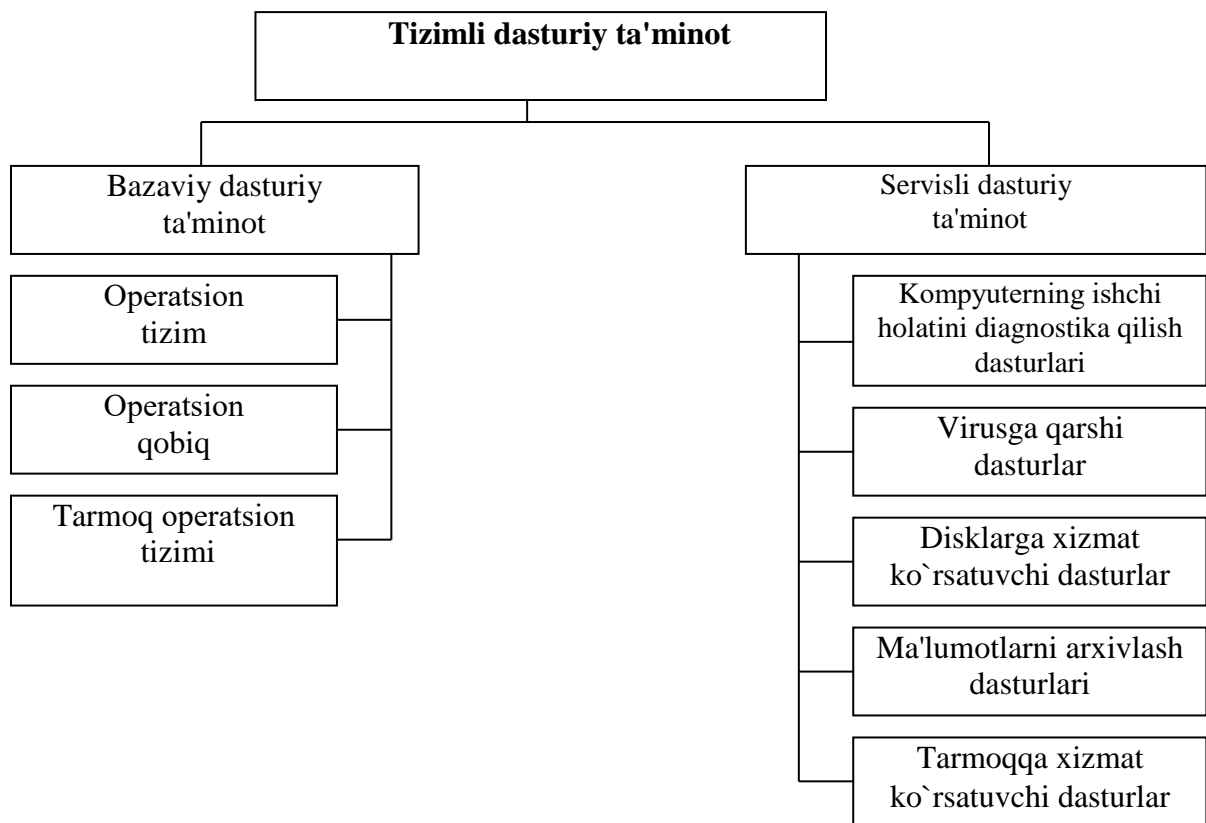 Tizimli dasturiy ta'minot
Bazaviy dasturiy
ta'minot
Operatsion
tizim
Operatsion
qobiq
Tarmoq operatsion
tizimi
Servisli dasturiy
ta'minot
Kompyuterning ishchi
holatini diagnostika qilish
dasturlari
Virusga qarshi
dasturlar
Disklarga xizmat
ko`rsatuvchi dasturlar
Ma'lumotlarni arxivlash
dasturlari
Tarmoqqa xizmat
ko`rsatuvchi dasturlar